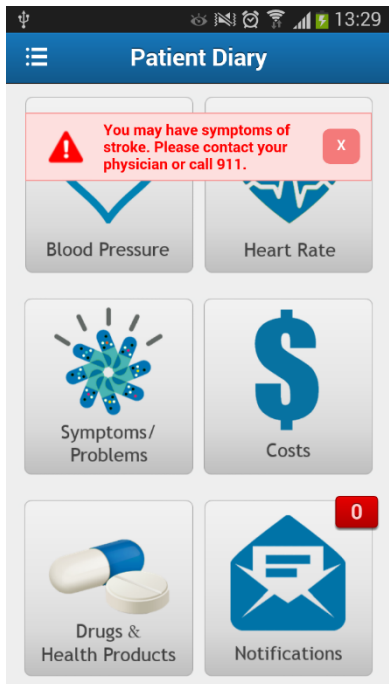 13:29
Patient Diary
You may have symptoms of
stroke. Please contact your
physician or call 911.
X
Blood Pressure
Heart Rate
Symptoms/
Problems
Costs
0
Drugs &
Health Products
Notifications